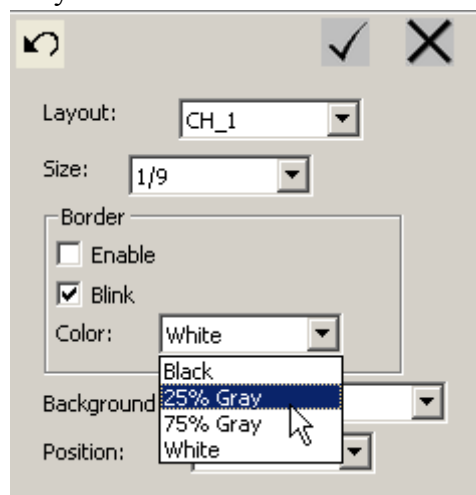 Layout: CH_1
Size: 1/9
Border
Enable
Blink
Color: White
Black
25% Gray
Background
75% Gray
Position:
White